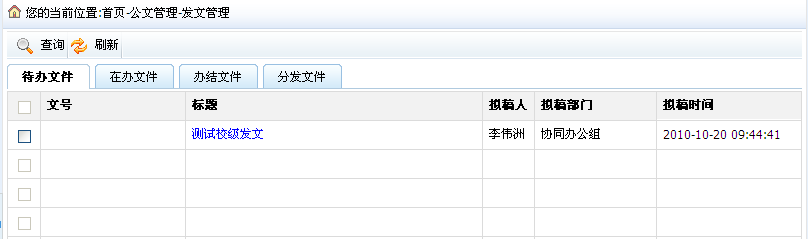 您的当前位置:首页-公文管理-发文管理
查询 刷新
待办文件 在办文件 办结文件 分发文件
文号 标题 拟稿人 拟稿部门 拟稿时间
测试校级发文 李伟洲 协同办公组 2010-10-20 09:44:41